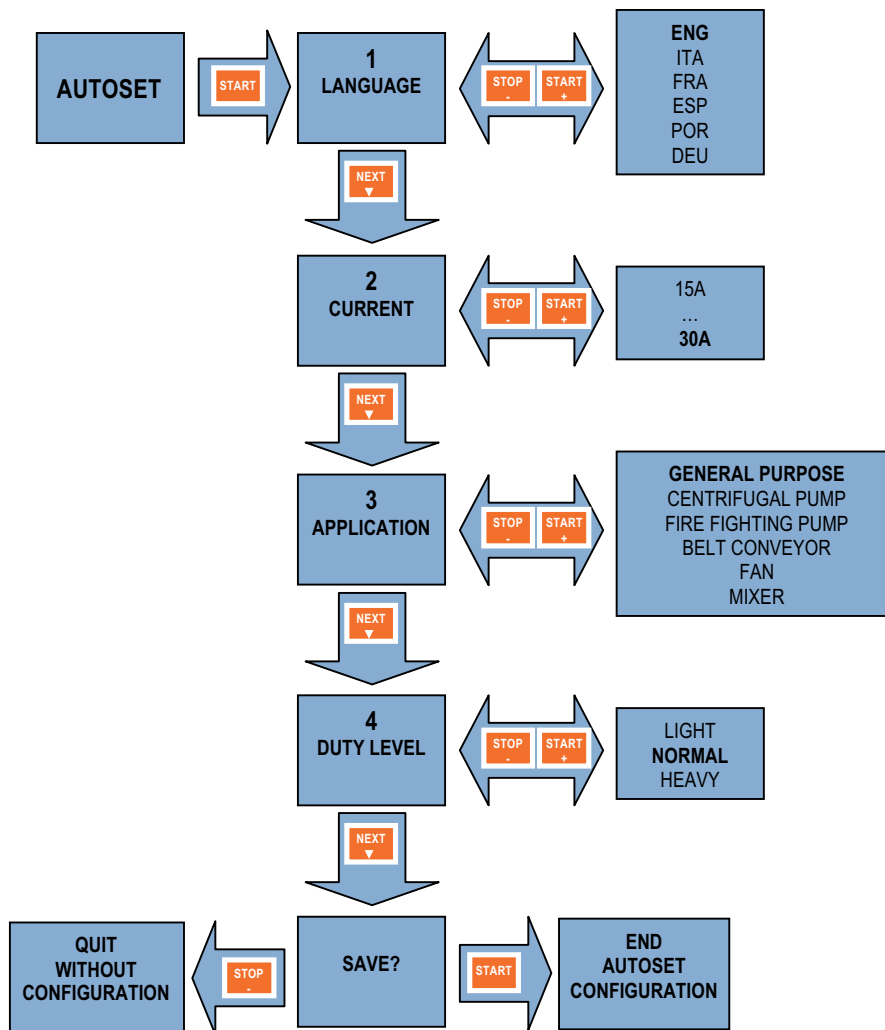 AUTOSET
START
1
LANGUAGE
STOP
-
START
+
ENG
ITA
FRA
ESP
POR
DEU
NEXT
▼
2
CURRENT
STOP
-
START
+
15A
...
30A
NEXT
▼
3
APPLICATION
STOP
-
START
+
GENERAL PURPOSE
CENTRIFUGAL PUMP
FIRE FIGHTING PUMP
BELT CONVEYOR
FAN
MIXER
NEXT
▼
4
DUTY LEVEL
STOP
-
START
+
LIGHT
NORMAL
HEAVY
NEXT
▼
QUIT
WITHOUT
CONFIGURATION
STOP
-
SAVE?
START
END
AUTOSET
CONFIGURATION